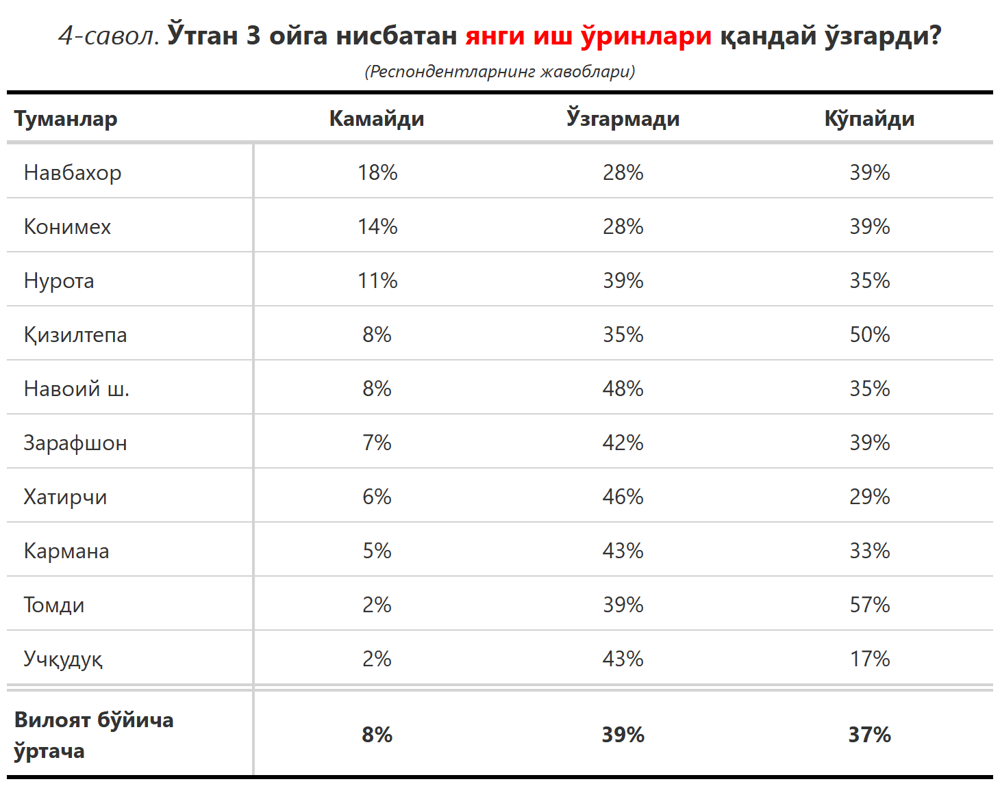 4-савол. Ўтган 3 ойга нисбатан янги иш ўринлари қандай ўзгарди?
(Респондентларнинг жавоблари)
Туманлар Камайди Ўзгармади Кўпайди
Навбахор 18% 28% 39%
Конимех 14% 28% 39%
Нурота 11% 39% 35%
Қизилтепа 8% 35% 50%
Навоий ш. 8% 48% 35%
Зарафшон 7% 42% 39%
Хатирчи 6% 46% 29%
Кармана 5% 43% 33%
Томди 2% 39% 57%
Учқудуқ 2% 43% 17%
Вилоят бўйича
ўртача 8% 39% 37%